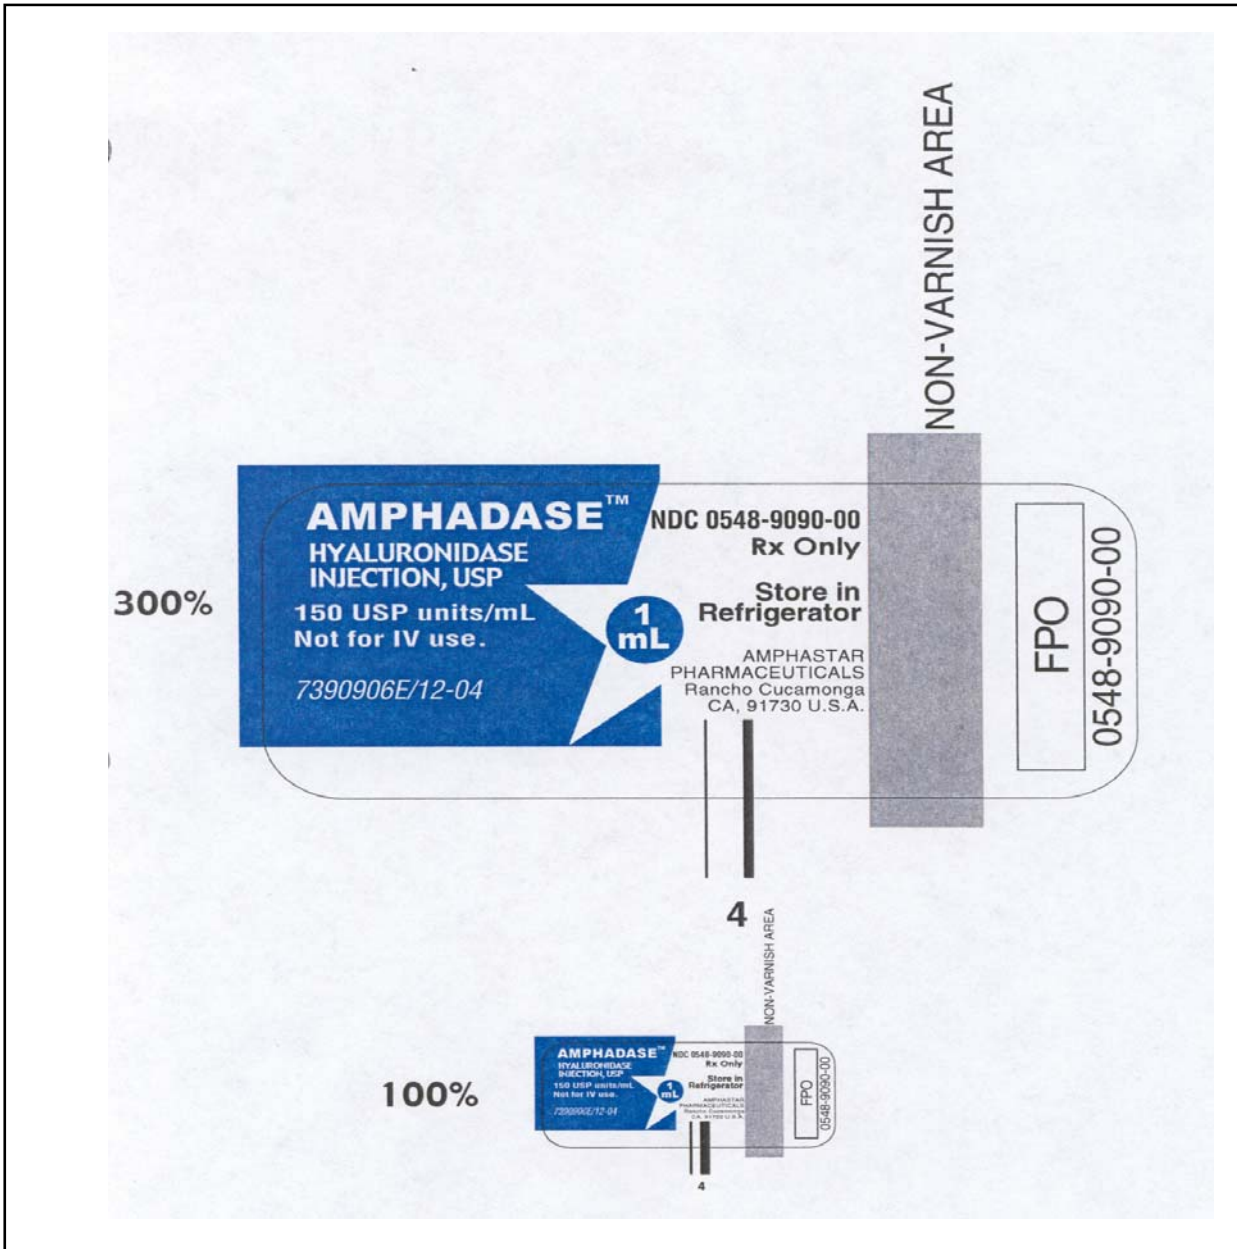 NON-VARNISH AREA
300%
AMPHADASE™
HYALURONIDASE
INJECTION, USP
150 USP units/mL
Not for IV use.
7390906E/12-04
1
mL
NDC 0548-9090-00
Rx Only
Store in
Refrigerator
AMPHASTAR
PHARMACEUTICALS
Rancho Cucamonga
CA, 91730 U.S.A.
FPO
0548-9090-00
4
NON-VARNISH AREA
100%
AMPHADASE™
HYALURONIDASE
INJECTION, USP
150 USP units/mL
Not for IV use.
7390906E/12-04
1
mL
NDC 0548-9090-00
Rx Only
Store in
Refrigerator
AMPHASTAR
PHARMACEUTICALS
Rancho Cucamonga
CA, 91730 U.S.A.
FPO
0548-9090-00
4